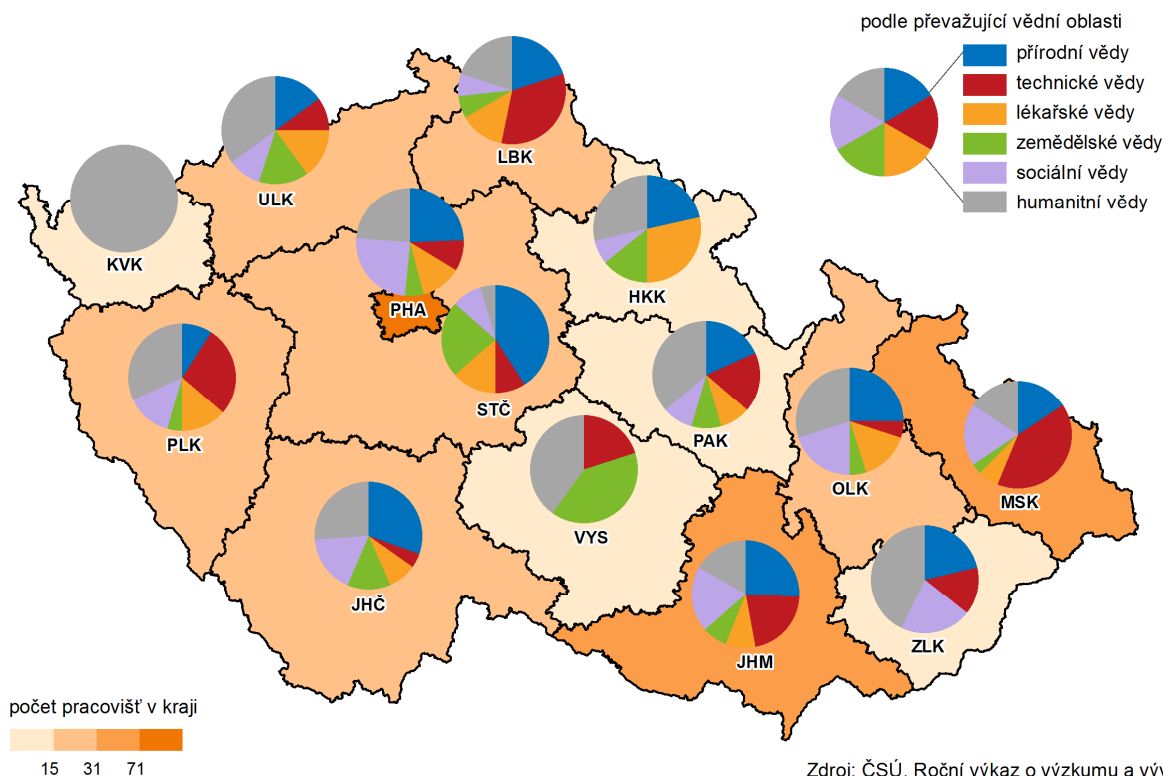 podle převažující vědní oblasti
přírodní vědy
technické vědy
lékařské vědy
zemědělské vědy
sociální vědy
humanitní vědy
LBK
ULK
KVK
HKK
PHA
STČ
PLK
PAK
OLK
MSK
VYS
JHČ
ZLK
JHM
počet pracovišť v kraji
15 31 71
Zdroj: ČSÚ, Roční výkaz o výzkumu a výv